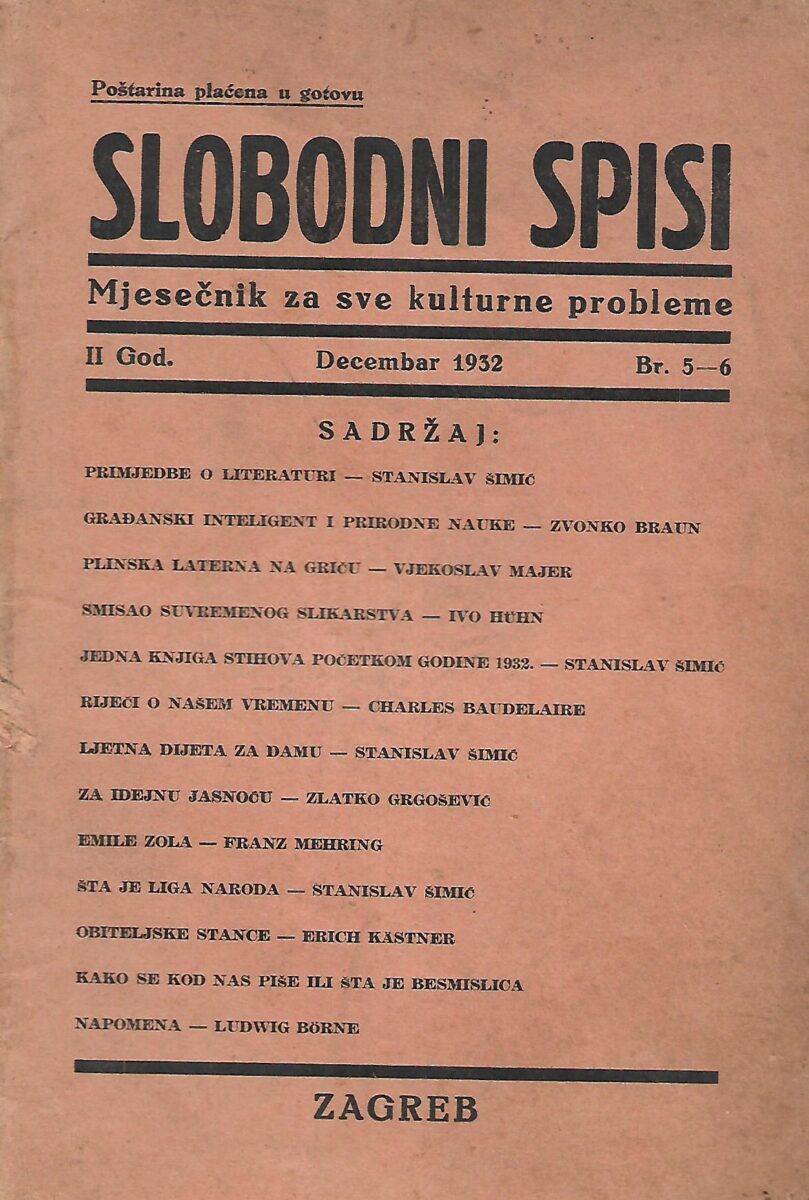 Poštarina plaćena u gotovu
SLOBODNI SPISI
Mjesečnik za sve kulturne probleme
II God. Decembar 1932 Br. 5—6
SADRŽAJ:
PRIMJEDBE O LITERATURI — STANISLAV ŠIMIĆ
GRAĐANSKI INTELIGENT I PRIRODNE NAUKE — ZVONKO BRAUN
PLINSKA LATERNA NA GRIČU — VJEKOSLAV MAJER
SMISAO SUVREMENOG SLIKARSTVA — IVO HÜHN
JEDNA KNJIGA STIHOVA POČETKOM GODINE 1932. — STANISLAV ŠIMIĆ
RIJEČI O NAŠEM VREMENU — CHARLES BAUDELAIRE
LJETNA DIJETA ZA DAMU — STANISLAV ŠIMIĆ
ZA IDEJNU JASNOĆU — ZLATKO GRGOŠEVIĆ
EMILE ZOLA — FRANZ MEHRING
ŠTA JE LIGA NARODA — STANISLAV ŠIMIĆ
OBITELJSKE STANCE — ERICH KÄSTNER
KAKO SE KOD NAS PIŠE ILI ŠTA JE BESMISLICA
NAPOMENA — LUDWIG BÖRNE
ZAGREB